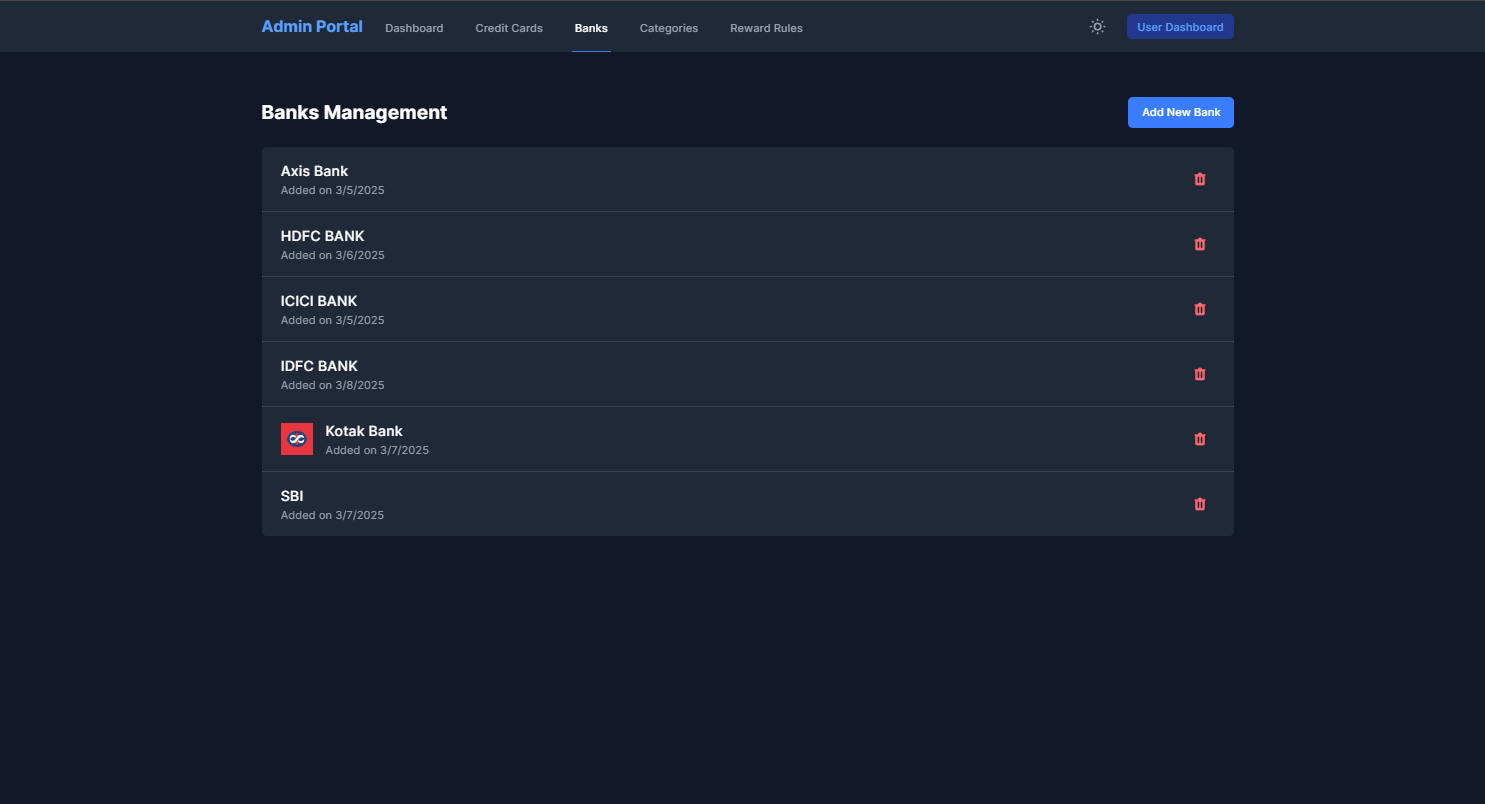 Admin Portal Dashboard Credit Cards Banks Categories Reward Rules User Dashboard
Banks Management Add New Bank
Axis Bank
Added on 3/5/2025
HDFC BANK
Added on 3/6/2025
ICICI BANK
Added on 3/5/2025
IDFC BANK
Added on 3/8/2025
Kotak Bank
Added on 3/7/2025
SBI
Added on 3/7/2025